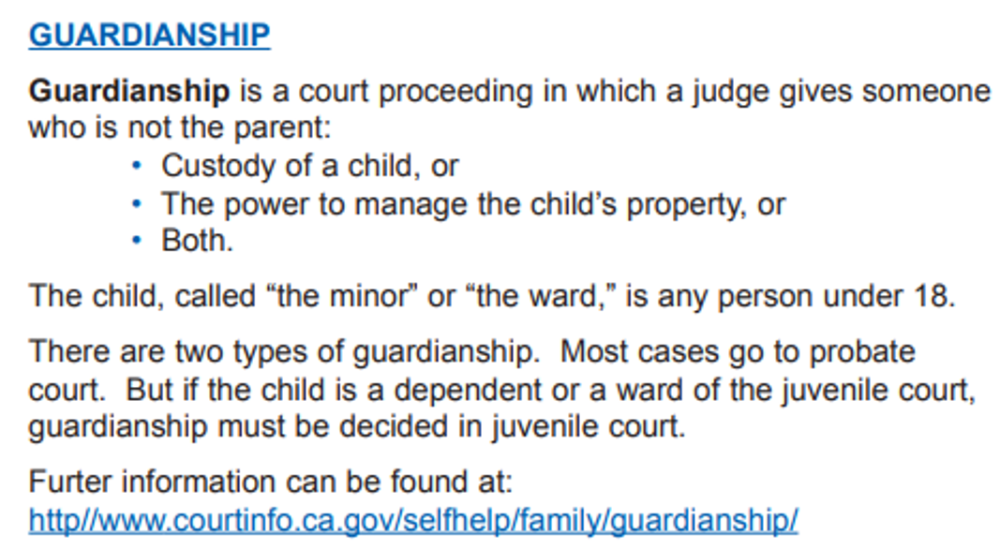 GUARDIANSHIP
Guardianship is a court proceeding in which a judge gives someone
who is not the parent:
• Custody of a child, or
• The power to manage the child’s property, or
• Both.
The child, called “the minor” or “the ward,” is any person under 18.
There are two types of guardianship.  Most cases go to probate
court.  But if the child is a dependent or a ward of the juvenile court,
guardianship must be decided in juvenile court.
Furter information can be found at:
http//www.courtinfo.ca.gov/selfhelp/family/guardianship/